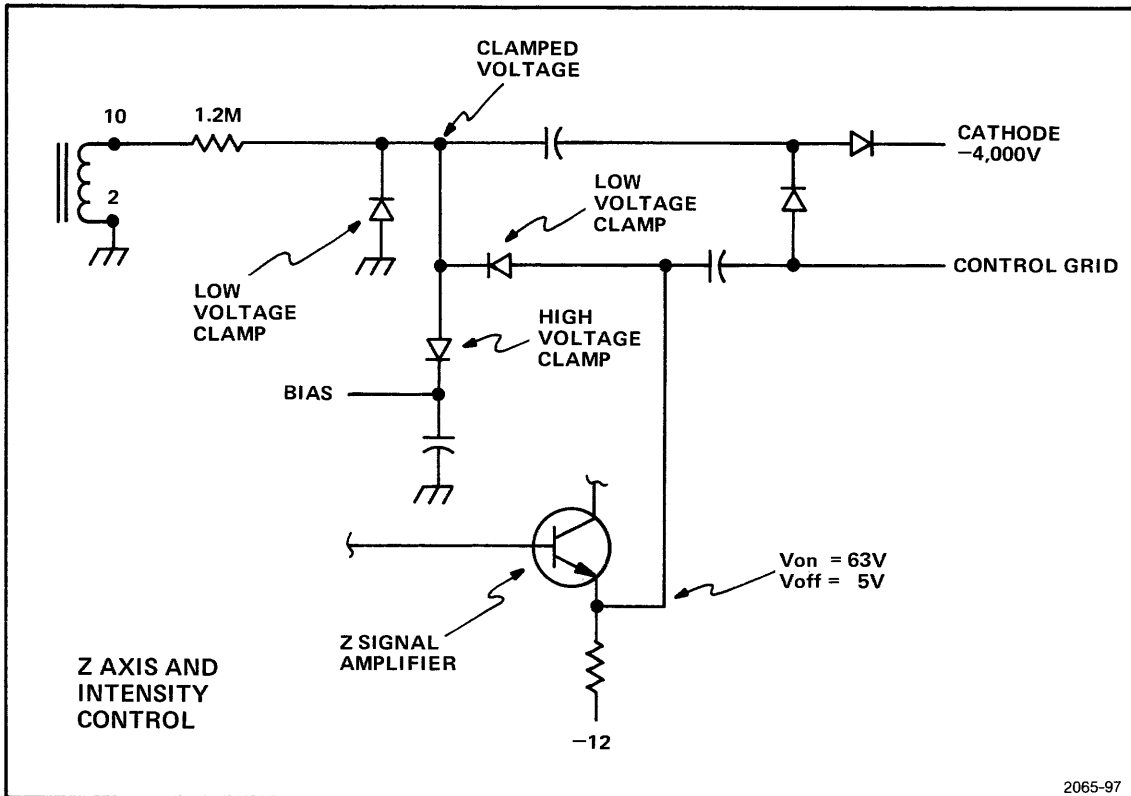 CLAMPED
VOLTAGE
10
1.2M
2
CATHODE
−4,000V
LOW
VOLTAGE
CLAMP
CONTROL GRID
LOW
VOLTAGE
CLAMP
HIGH
VOLTAGE
CLAMP
BIAS
Von = 63V
Voff = 5V
Z SIGNAL
AMPLIFIER
Z AXIS AND
INTENSITY
CONTROL
−12
2065-97